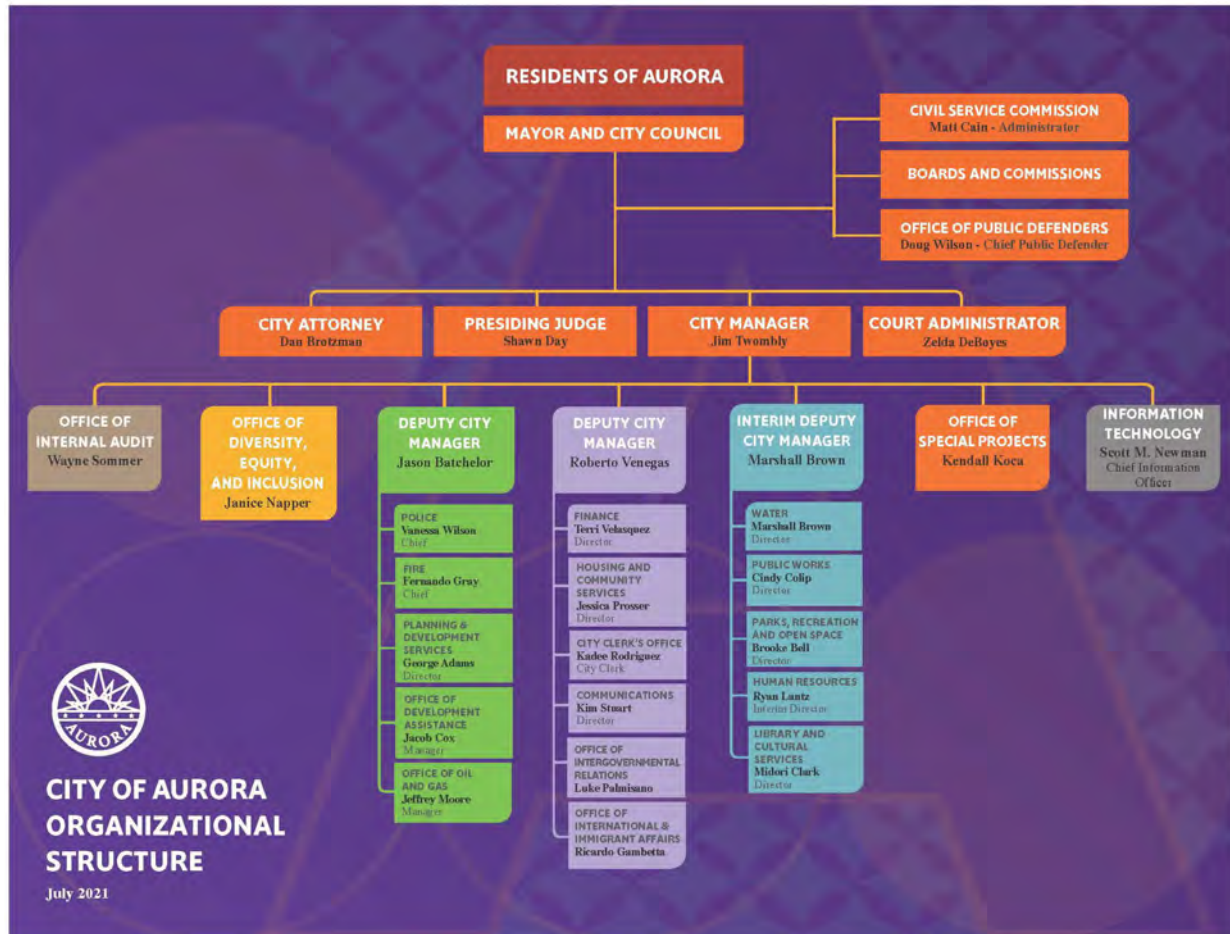 RESIDENTS OF AURORA
MAYOR AND CITY COUNCIL
CIVIL SERVICE COMMISSION
Matt Cain - Administrator
BOARDS AND COMMISSIONS
OFFICE OF PUBLIC DEFENDERS
Doug Wilson - Chief Public Defender
CITY ATTORNEY
Dan Brotzman
PRESIDING JUDGE
Shawn Day
CITY MANAGER
Jim Twombly
COURT ADMINISTRATOR
Zelda DeBoyes
OFFICE OF
INTERNAL AUDIT
Wayne Sommer
OFFICE OF
DIVERSITY,
EQUITY,
AND INCLUSION
Janice Napper
DEPUTY CITY
MANAGER
Jason Batchelor
POLICE
Vanessa Wilson
Chief
FIRE
Fernando Gray
Chief
PLANNING &
DEVELOPMENT
SERVICES
George Adams
Director
OFFICE OF
DEVELOPMENT
ASSISTANCE
Jacob Cox
Manager
OFFICE OF OIL
AND GAS
Jeffrey Moore
Manager
DEPUTY CITY
MANAGER
Roberto Venegas
FINANCE
Terri Velasquez
Director
HOUSING AND
COMMUNITY
SERVICES
Jessica Prosser
Director
CITY CLERK'S OFFICE
Kadee Rodriguez
City Clerk
COMMUNICATIONS
Kim Stuart
Director
OFFICE OF
INTERGOVERNMENTAL
RELATIONS
Luke Palmisano
OFFICE OF
INTERNATIONAL &
IMMIGRANT AFFAIRS
Ricardo Gambetta
INTERIM DEPUTY
CITY MANAGER
Marshall Brown
WATER
Marshall Brown
Director
PUBLIC WORKS
Cindy Colip
Director
PARKS, RECREATION
AND OPEN SPACE
Brooke Bell
Director
HUMAN RESOURCES
Ryan Lantz
Interim Director
LIBRARY AND
CULTURAL
SERVICES
Midori Clark
Director
OFFICE OF
SPECIAL PROJECTS
Kendall Koca
INFORMATION
TECHNOLOGY
Scott M. Newman
Chief Information
Officer
AURORA
CITY OF AURORA
ORGANIZATIONAL
STRUCTURE
July 2021